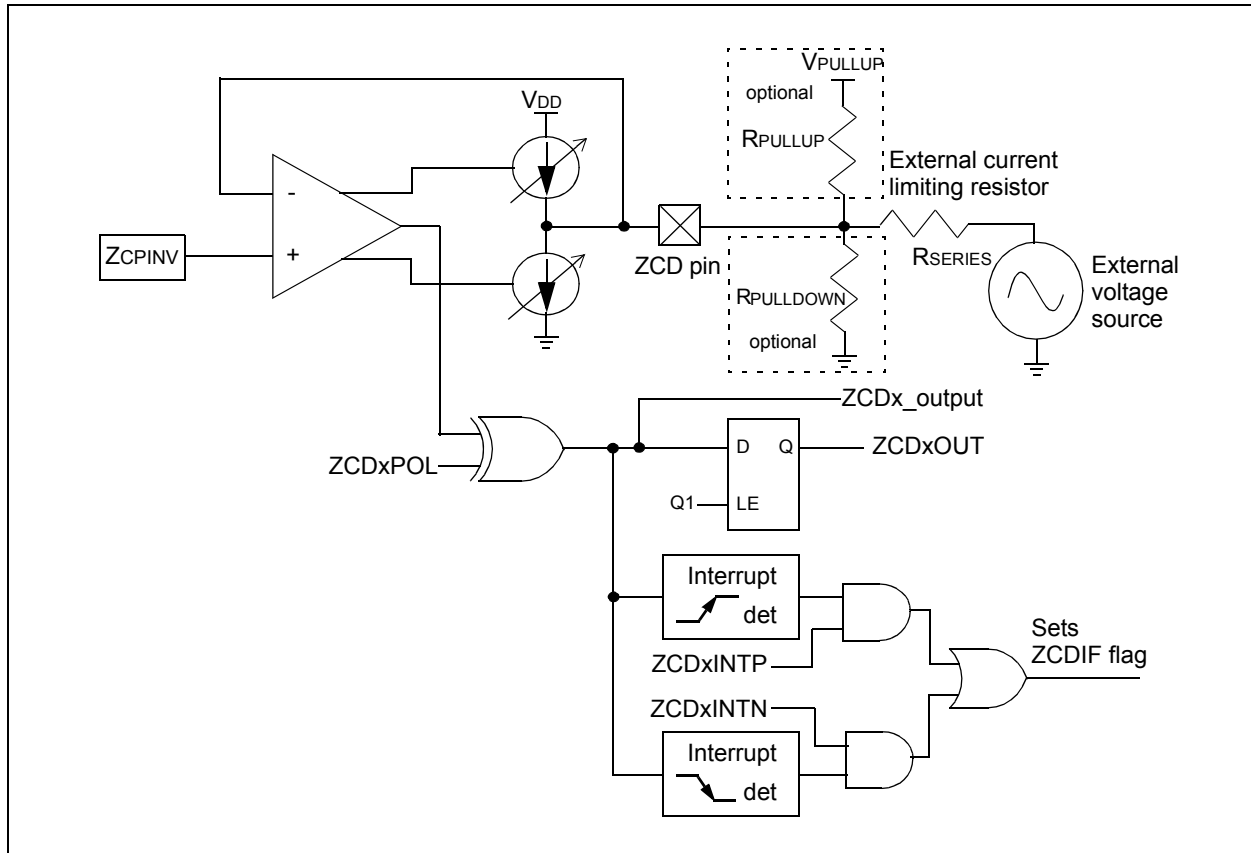 VPULLUP
optional
RPULLUP
VDD
External current
limiting resistor
-
+
ZCPINV
ZCD pin
RSERIES
RPULLDOWN
optional
External
voltage
source
ZCDx_output
ZCDxPOL
D
Q
ZCDxOUT
Q1
LE
Interrupt
det
ZCDxINTP
Sets
ZCDIF flag
ZCDxINTN
Interrupt
det